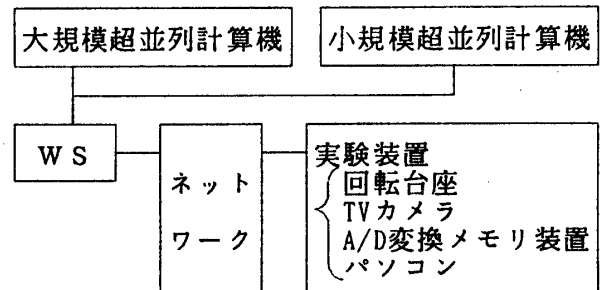 大規模超並列計算機
小規模超並列計算機
WS
ネット
ワーク
実験装置
回転台座
TVカメラ
A/D変換メモリ装置
パソコン